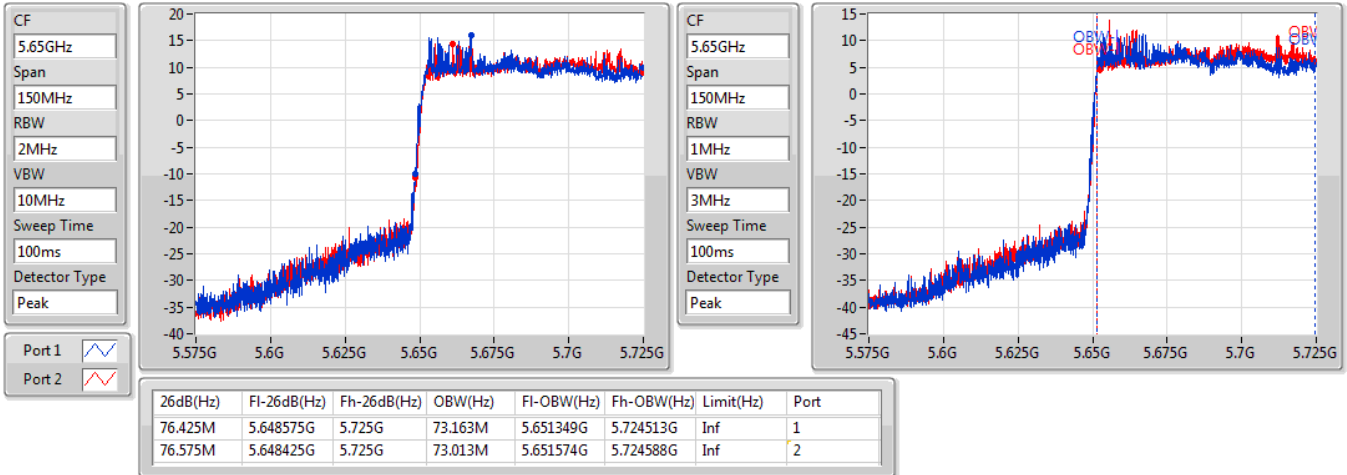 CF
5.65GHz
Span
150MHz
RBW
2MHz
VBW
10MHz
Sweep Time
100ms
Detector Type
Peak
Port 1
Port 2
20
15
10
5
0
-5
-10
-15
-20
-25
-30
-35
-40
5.575G 5.6G 5.625G 5.65G 5.675G 5.7G 5.725G
CF
5.65GHz
Span
150MHz
RBW
1MHz
VBW
3MHz
Sweep Time
100ms
Detector Type
Peak
15
10
5
0
-5
-10
-15
-20
-25
-30
-35
-40
-45
OBW
OBW
5.575G 5.6G 5.625G 5.65G 5.675G 5.7G 5.725G
26dB(Hz) Fl-26dB(Hz) Fh-26dB(Hz) OBW(Hz) Fl-OBW(Hz) Fh-OBW(Hz) Limit(Hz) Port
76.425M 5.648575G 5.725G 73.163M 5.651349G 5.724513G Inf 1
76.575M 5.648425G 5.725G 73.013M 5.651574G 5.724588G Inf 2